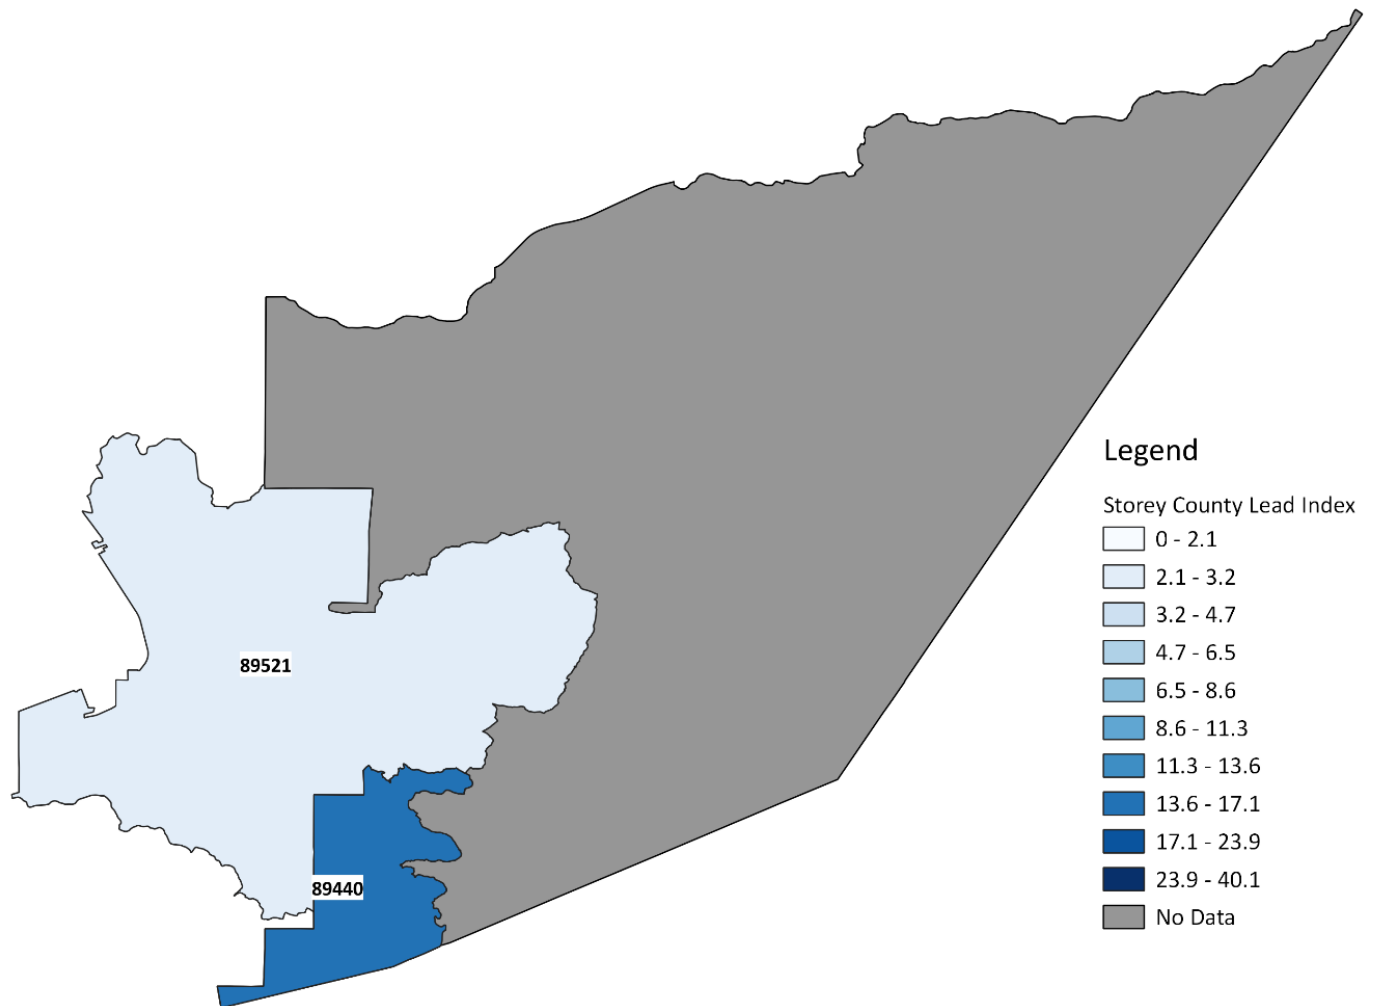 Legend
Storey County Lead Index
0 - 2.1
2.1 - 3.2
3.2 - 4.7
4.7 - 6.5
6.5 - 8.6
8.6 - 11.3
11.3 - 13.6
13.6 - 17.1
17.1 - 23.9
23.9 - 40.1
No Data
89521
89440